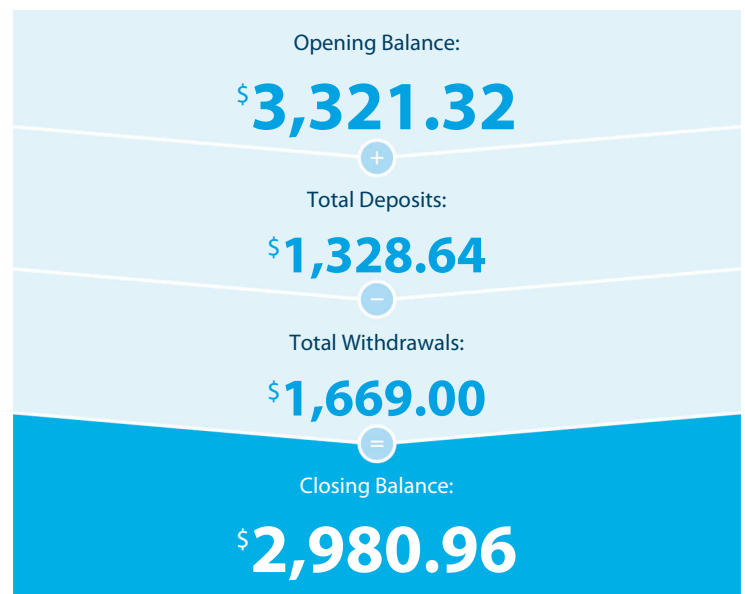 Opening Balance:
$3,321.32
+
Total Deposits:
$1,328.64
−
Total Withdrawals:
$1,669.00
=
Closing Balance:
$2,980.96